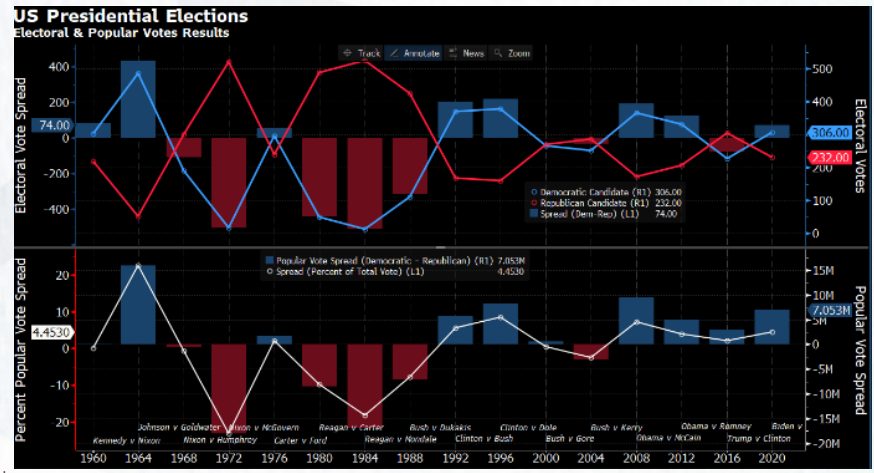 US Presidential Elections
Electoral & Popular Votes Results
Track Annotate News Zoom
Electoral Vote Spread
400
200
74.00
0
-200
-400
500
400
306.00
232.00
200
100
0
Electoral Votes
Democratic Candidate (R1) 306.00
Republican Candidate (R1) 232.00
Spread (Dem-Rep) (L1) 74.00
Percent Popular Vote Spread
20
10
4.4530
0
-10
20
Popular Vote Spread (Democratic - Republican) (R1) 7.053M
Spread (Percent of Total Vote) (L1) 4.4530
15M
10M
7.053M
5M
0
-5M
-10M
-15M
-20M
Popular Vote Spread
Johnson v Goldwater Nixon v McGovern Reagan v Carter Bush v Dukakis Clinton v Dole Bush v Kerry Obama v Romney Biden v
Kennedy v Nixon Nixon v Humphrey Carter v Ford Reagan v Mondale Clinton v Bush Bush v Gore Obama v McCain Trump v Clinton
1960 1964 1968 1972 1976 1980 1984 1988 1992 1996 2000 2004 2008 2012 2016 2020